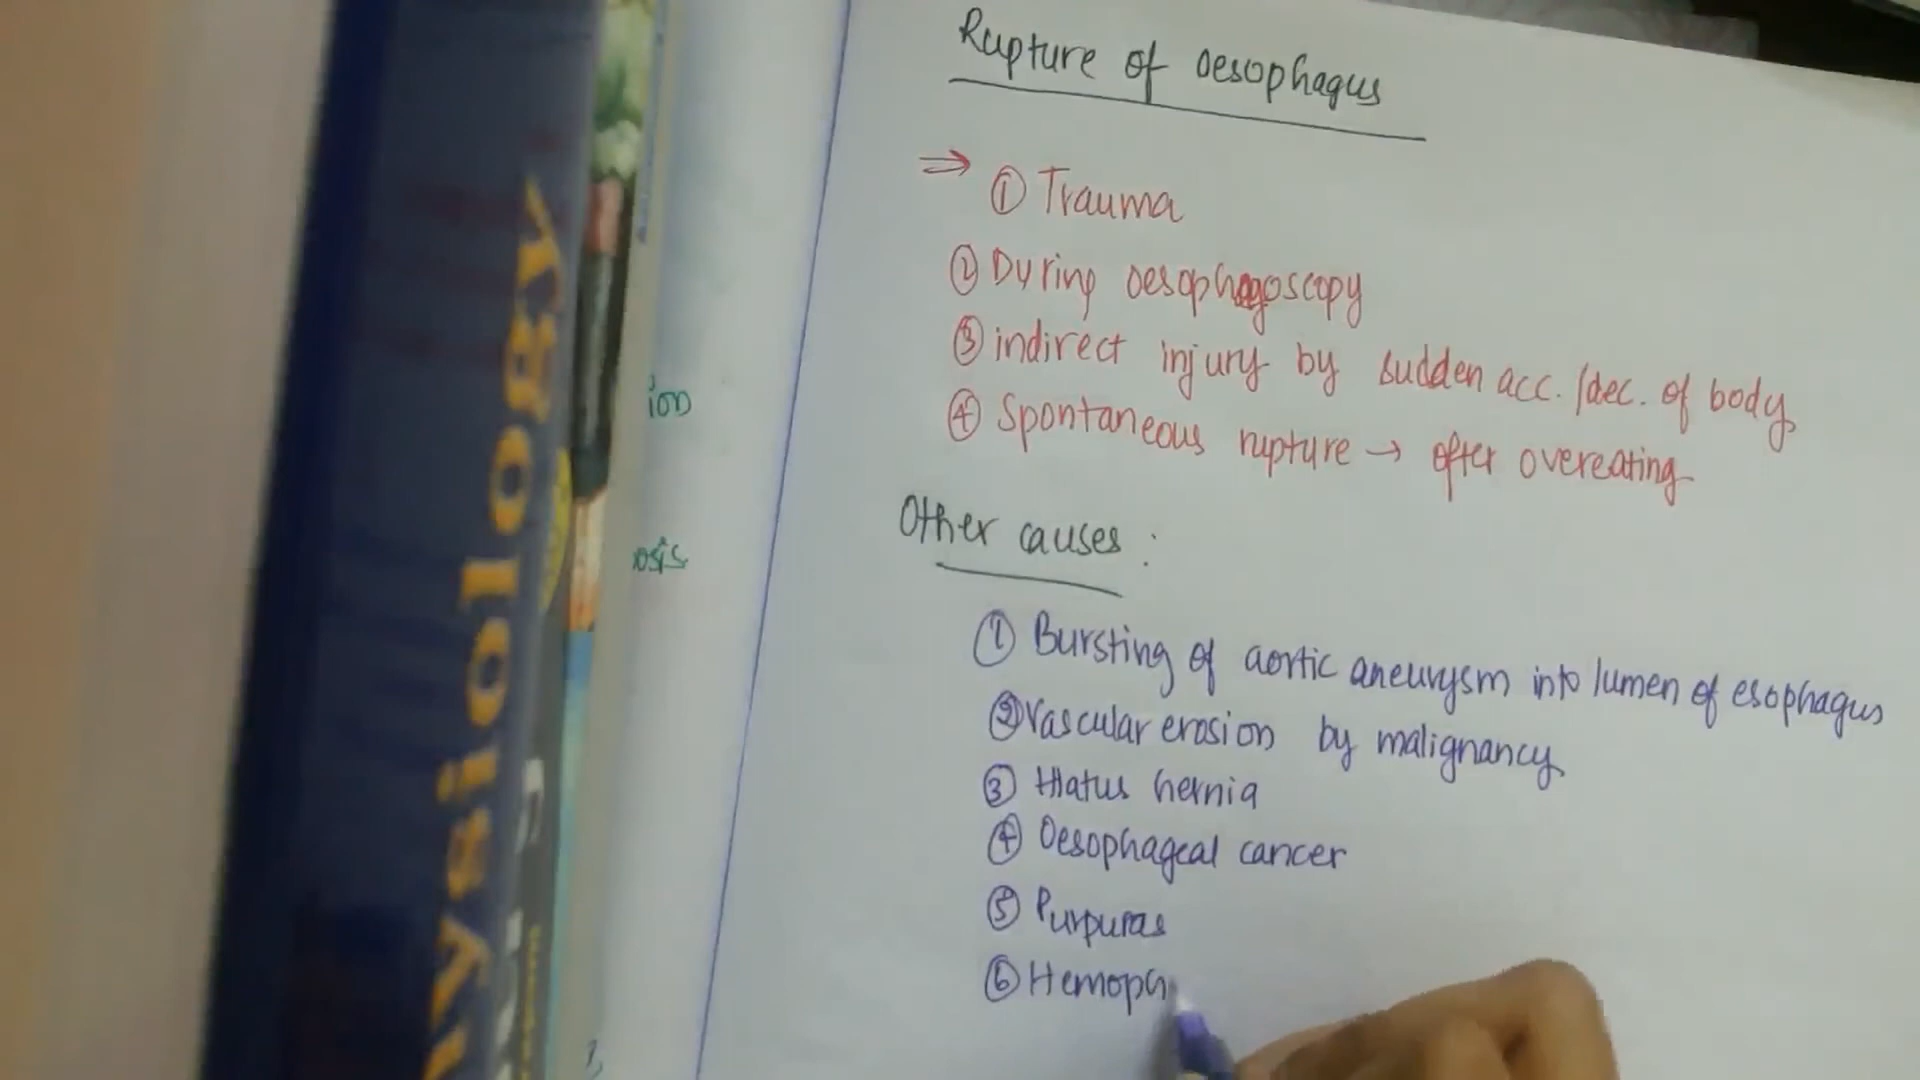 Rupture of oesophagus
⇒ ① Trauma
② During oesophagoscopy
③ indirect injury by sudden acc./dec. of body
④ Spontaneous rupture → after overeating
Other causes :
① Bursting of aortic aneurysm into lumen of esophagus
② Vascular erosion by malignancy
③ Hiatus hernia
④ Oesophageal cancer
⑤ Purpuras
⑥ Hemoph
ion
osis
ysiology